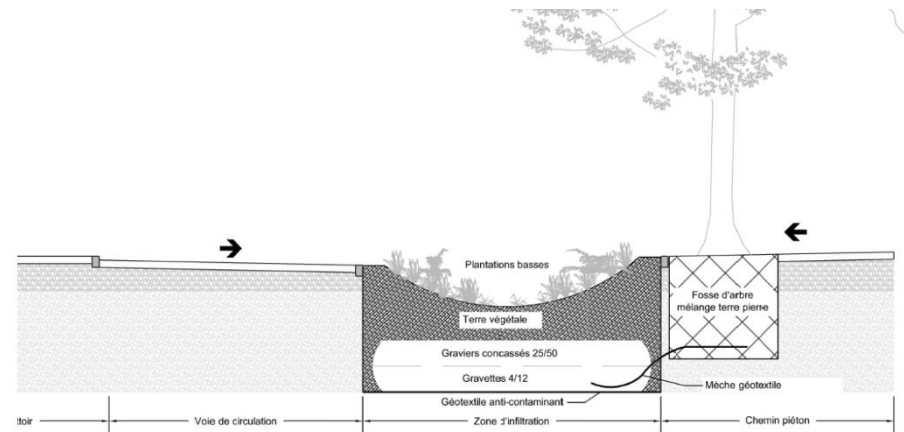 Plantations basses
Terre végétale
Fosse d'arbre
mélange terre pierre
Graviers concassés 25/50
Gravettes 4/12
Mèche géotextile
Géotextile anti-contaminant
ttoir
Voie de circulation
Zone d'infiltration
Chemin piéton